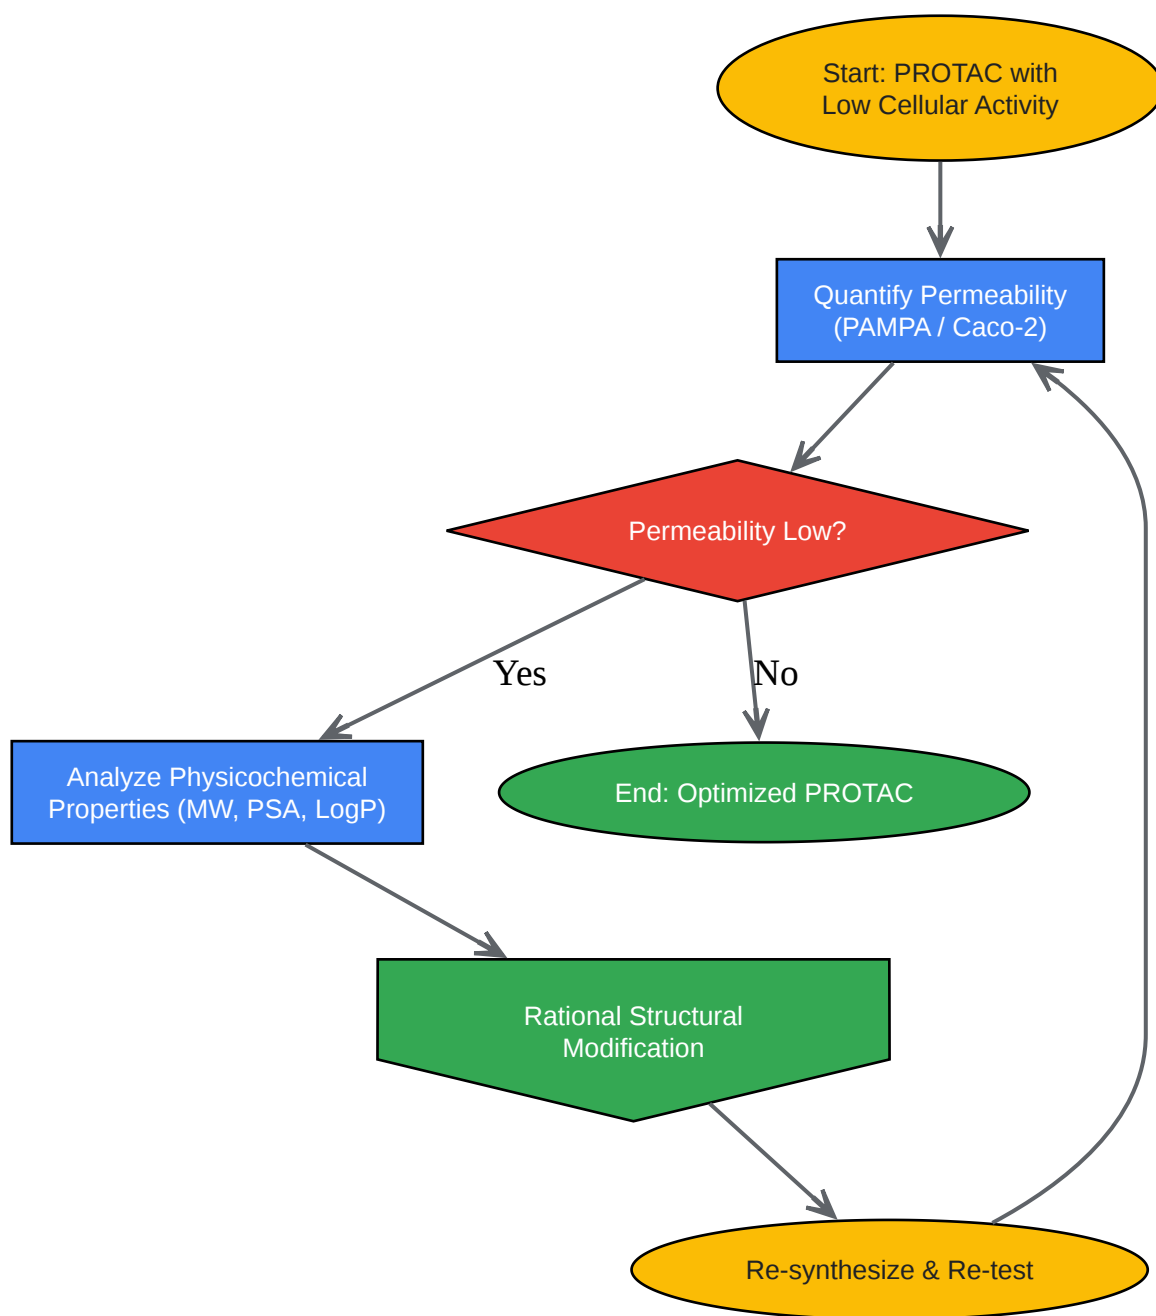 Start: PROTAC with
Low Cellular Activity
Quantify Permeability
(PAMPA / Caco-2)
Permeability Low?
Yes
No
Analyze Physicochemical
Properties (MW, PSA, LogP)
End: Optimized PROTAC
Rational Structural
Modification
Re-synthesize & Re-test